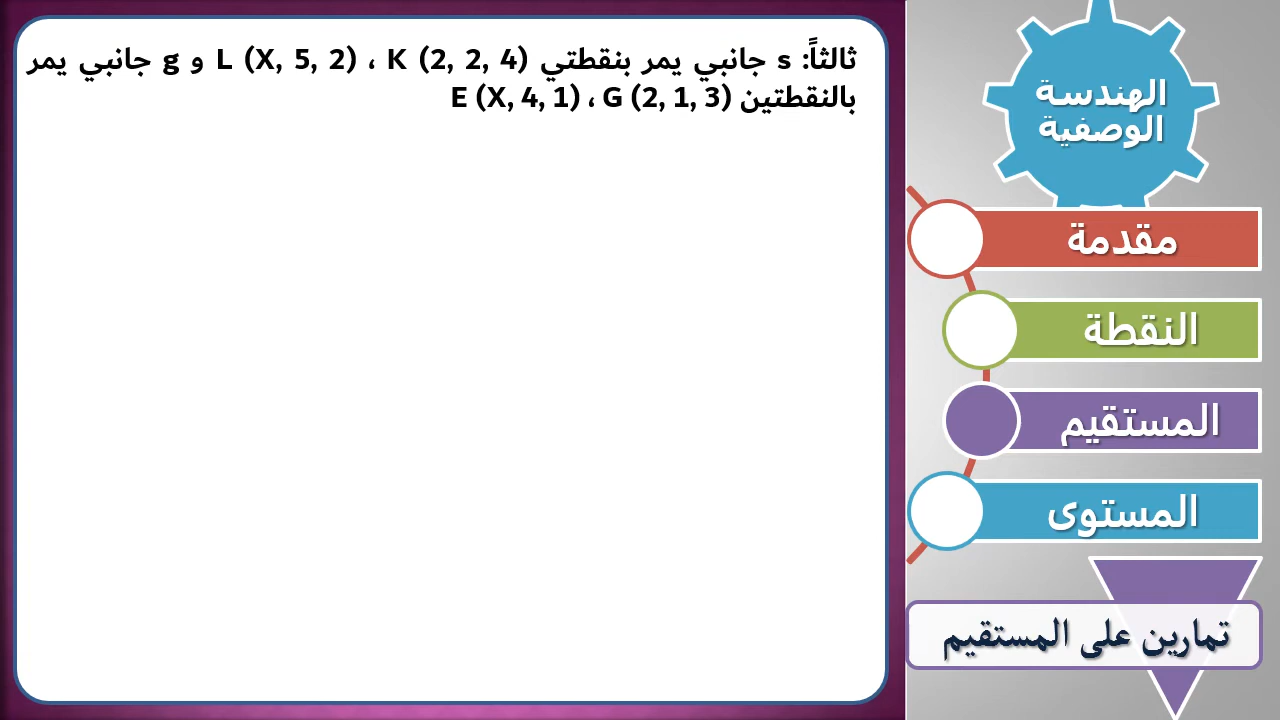 ثالثاً: s جانبي يمر بنقطتي K (2, 2, 4) ، L (X, 5, 2) و g جانبي يمر
بالنقطتين G (2, 1, 3) ، E (X, 4, 1)
الهندسة
الوصفية
مقدمة
النقطة
المستقيم
المستوى
تمارين على المستقيم